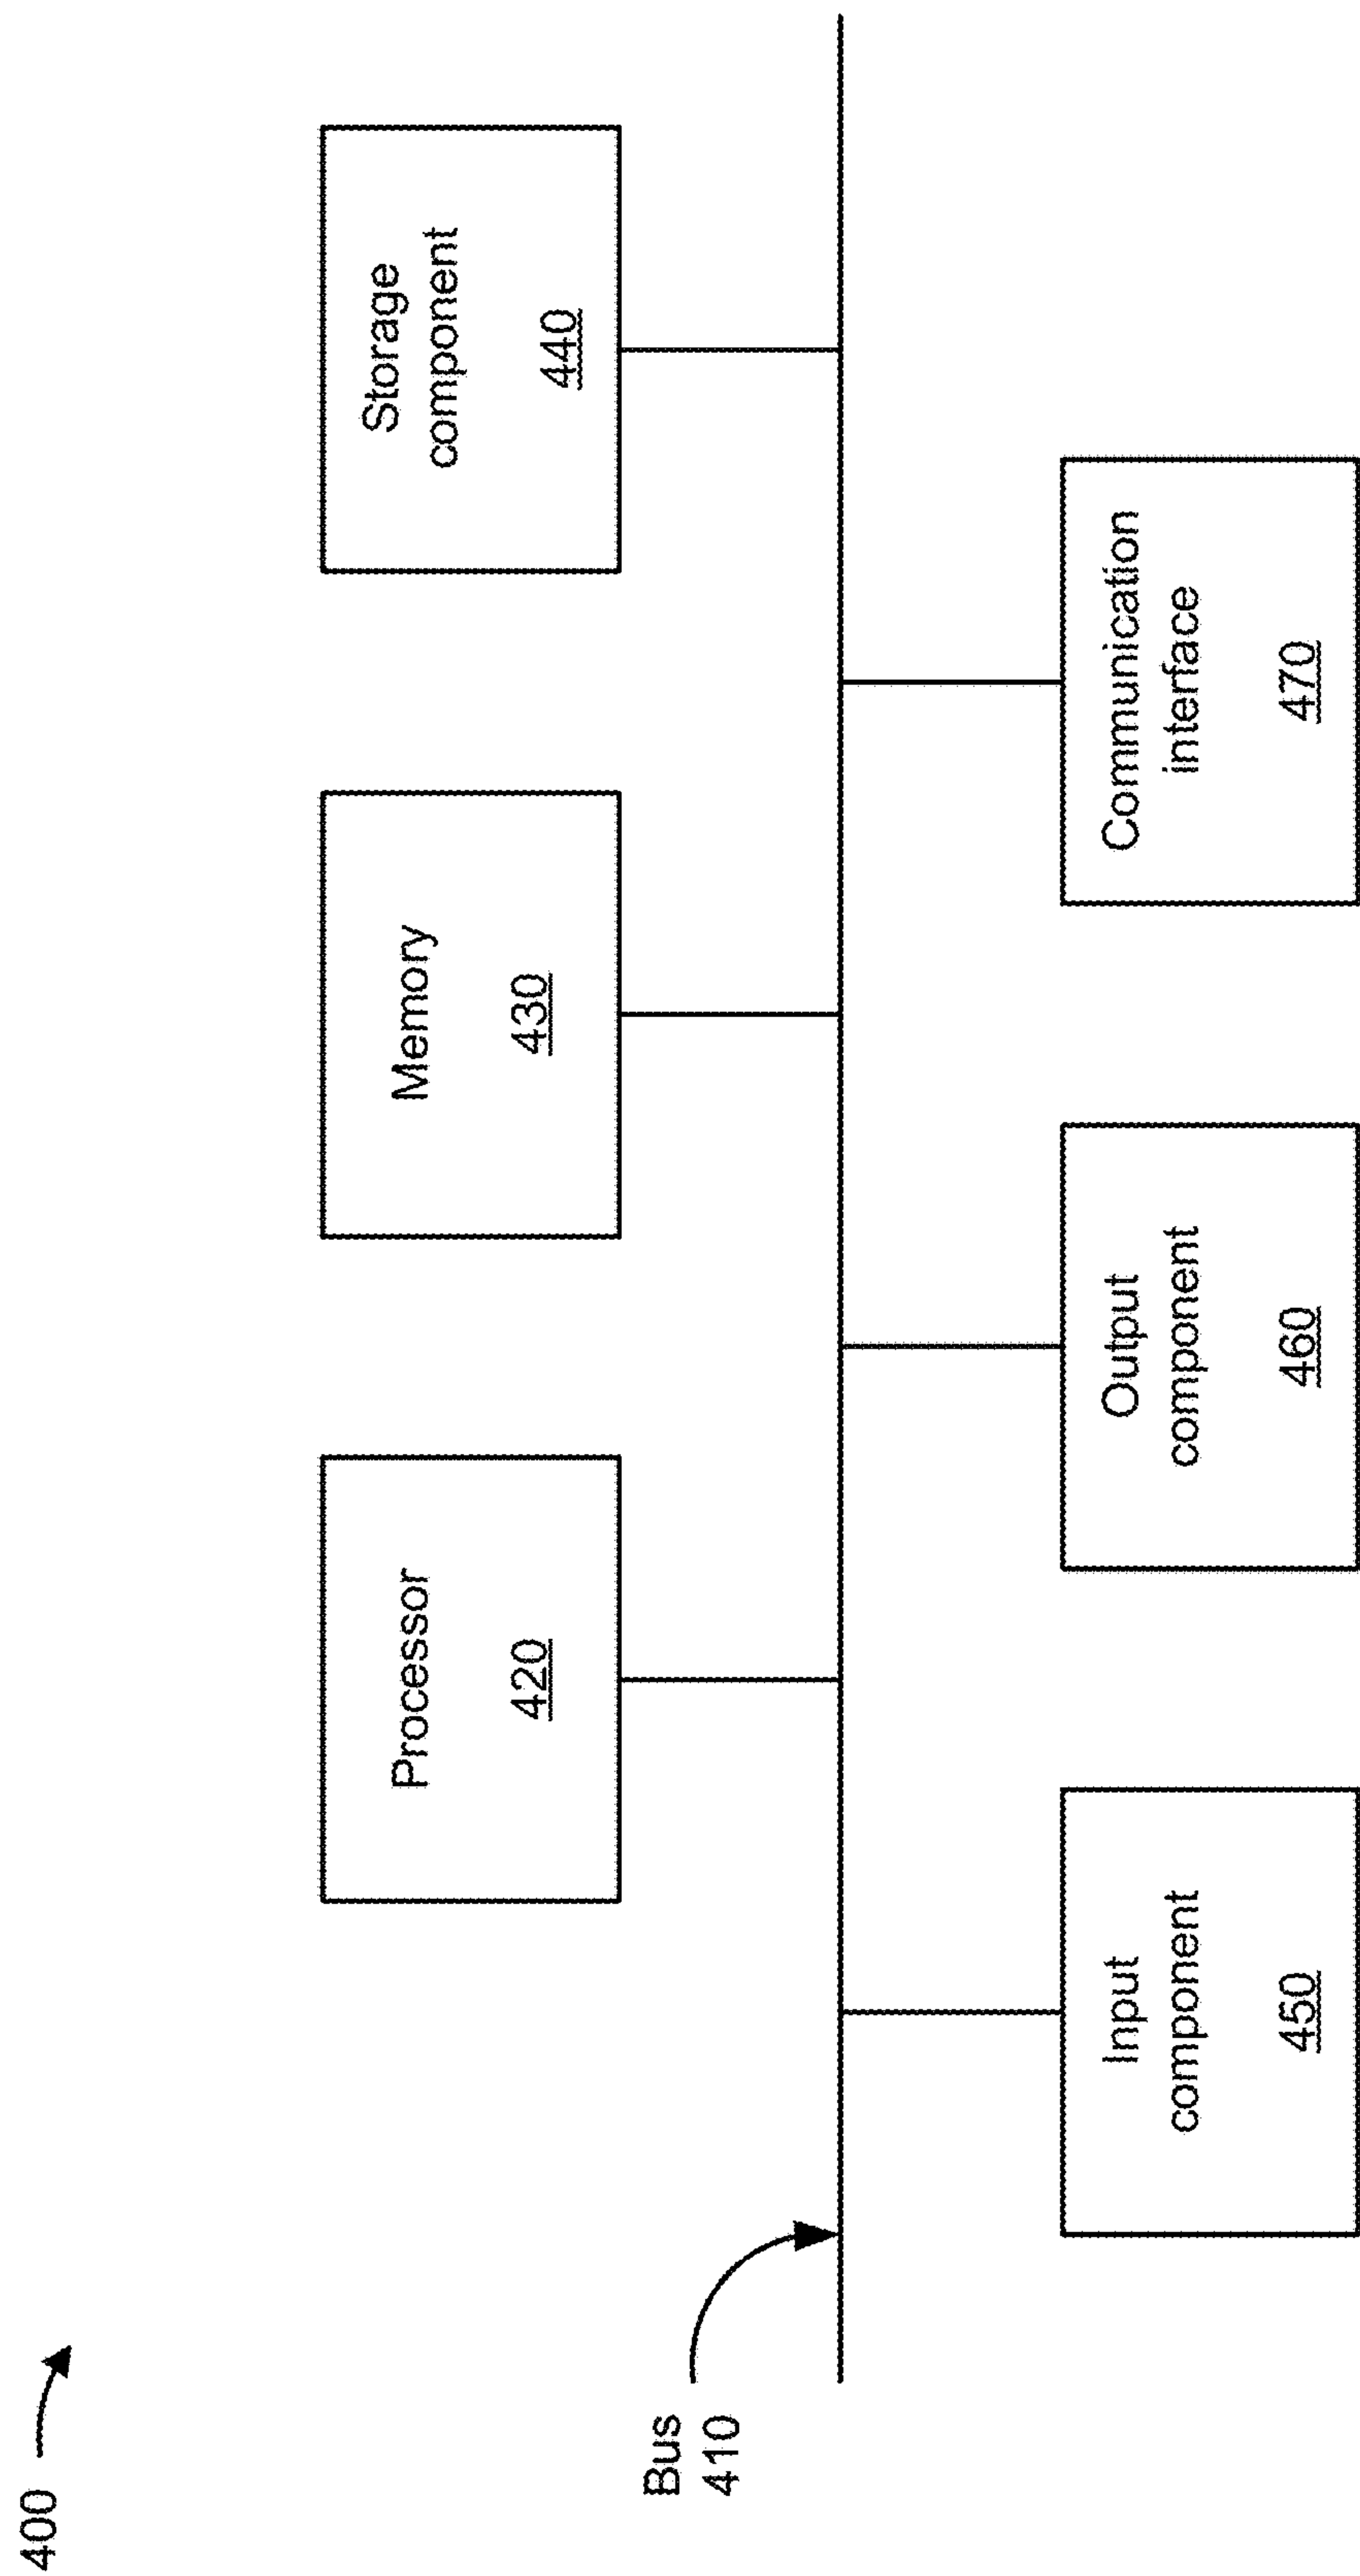 400
Processor
420
Memory
430
Storage
component
440
Bus
410
Input
component
450
Output
component
460
Communication
interface
470